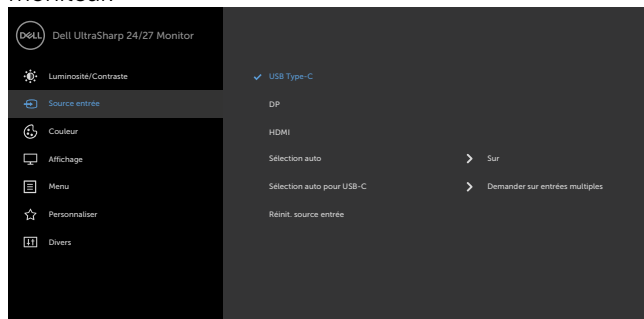 DELL
Dell UltraSharp 24/27 Monitor
Luminosité/Contraste
USB Type-C
Source entrée
DP
Couleur
HDMI
Affichage
Sélection auto
Sur
Menu
Sélection auto pour USB-C
Demander sur entrées multiples
Personnaliser
Réinit. source entrée
Divers